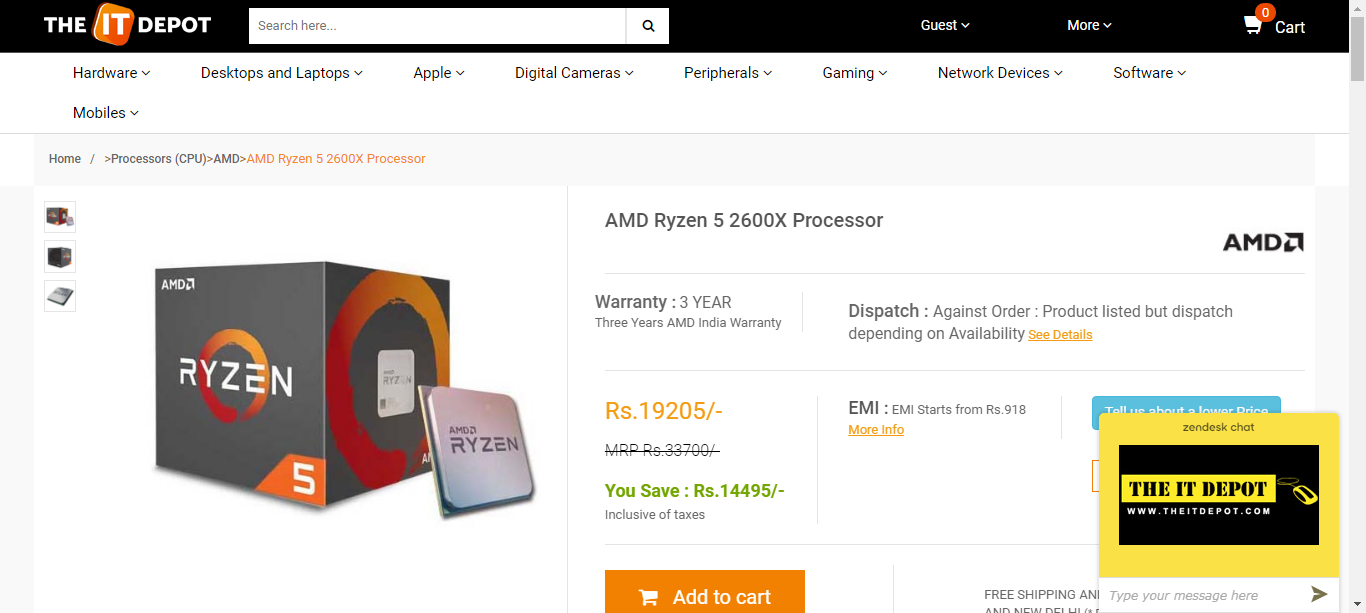 THE IT DEPOT
Search here...
Guest
More
0
Cart
Hardware
Desktops and Laptops
Apple
Digital Cameras
Peripherals
Gaming
Network Devices
Software
Mobiles
Home / >Processors (CPU)>AMD>AMD Ryzen 5 2600X Processor
AMD
RYZEN
5
RYZEN
AMD
RYZEN
AMD Ryzen 5 2600X Processor
AMD
Warranty : 3 YEAR
Three Years AMD India Warranty
Dispatch : Against Order : Product listed but dispatch
depending on Availability See Details
Rs.19205/-
MRP Rs.33700/-
You Save : Rs.14495/-
Inclusive of taxes
EMI : EMI Starts from Rs.918
More Info
Tell us about a lower Price
Add to cart
FREE SHIPPING
AND NEW DELHI
zendesk chat
THE IT DEPOT
WWW.THEITDEPOT.COM
Type your message here